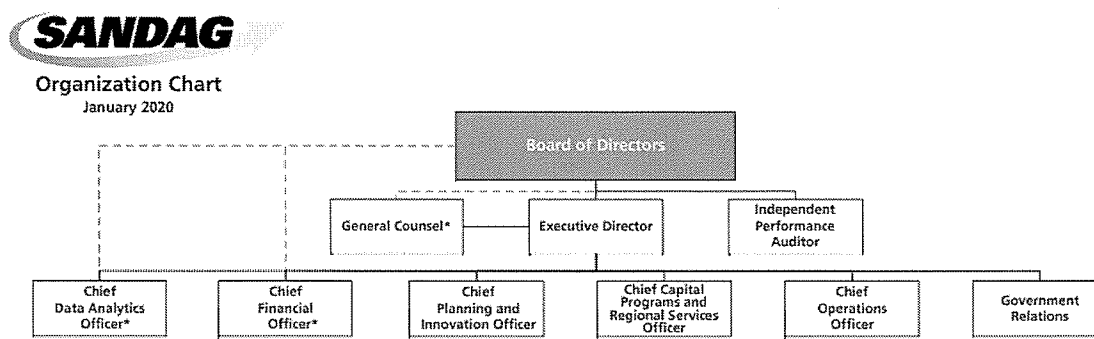 SANDAG
Organization Chart
January 2020
Board of Directors
General Counsel*
Executive Director
Independent
Performance
Auditor
Chief
Data Analytics
Officer*
Chief
Financial
Officer*
Chief
Planning and
Innovation Officer
Chief Capital
Programs and
Regional Services
Officer
Chief
Operations
Officer
Government
Relations